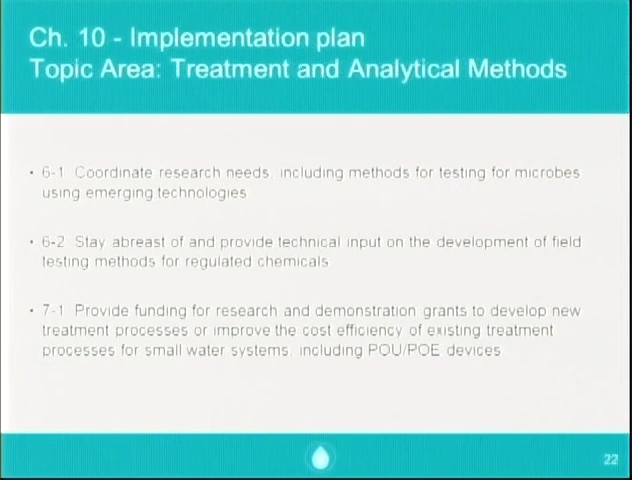 Ch. 10 - Implementation plan
Topic Area: Treatment and Analytical Methods
• 6-1 Coordinate research needs, including methods for testing for microbes
using emerging technologies
• 6-2 Stay abreast of and provide technical input on the development of field
testing methods for regulated chemicals
• 7-1 Provide funding for research and demonstration grants to develop new
treatment processes or improve the cost efficiency of existing treatment
processes for small water systems, including POU/POE devices
22